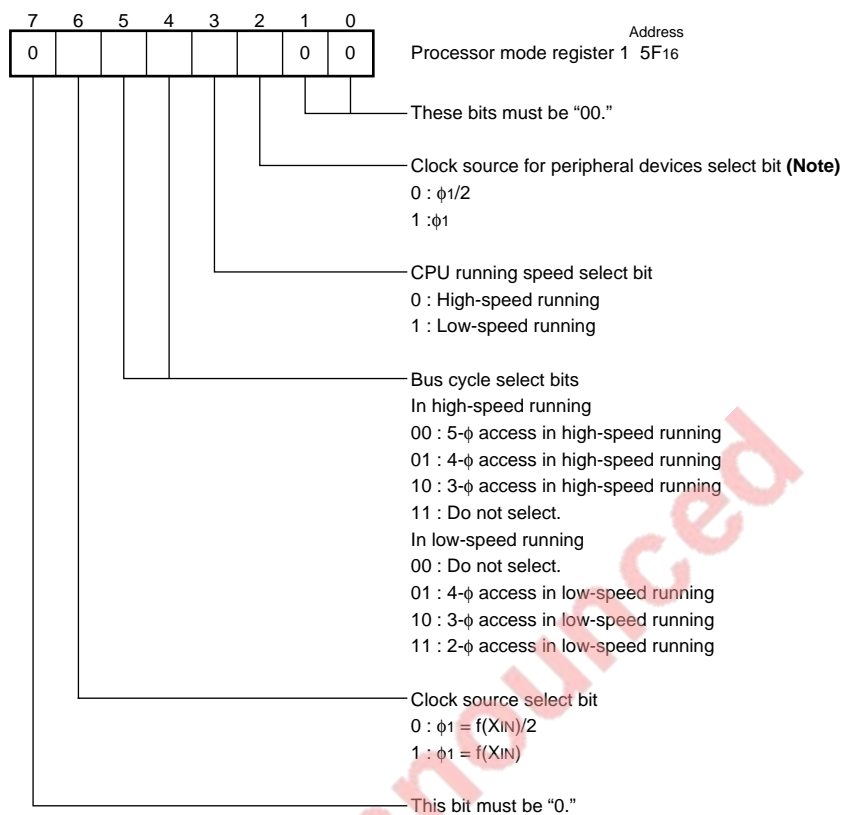 7 6 5 4 3 2 1 0
Address
0 0 0
Processor mode register 1 5F16
These bits must be “00.”
Clock source for peripheral devices select bit (Note)
0 : ϕ1/2
1 :ϕ1
CPU running speed select bit
0 : High-speed running
1 : Low-speed running
Bus cycle select bits
In high-speed running
00 : 5-ϕ access in high-speed running
01 : 4-ϕ access in high-speed running
10 : 3-ϕ access in high-speed running
11 : Do not select.
In low-speed running
00 : Do not select.
01 : 4-ϕ access in low-speed running
10 : 3-ϕ access in low-speed running
11 : 2-ϕ access in low-speed running
Clock source select bit
0 : ϕ1 = f(XIN)/2
1 : ϕ1 = f(XIN)
This bit must be “0.”
nounced